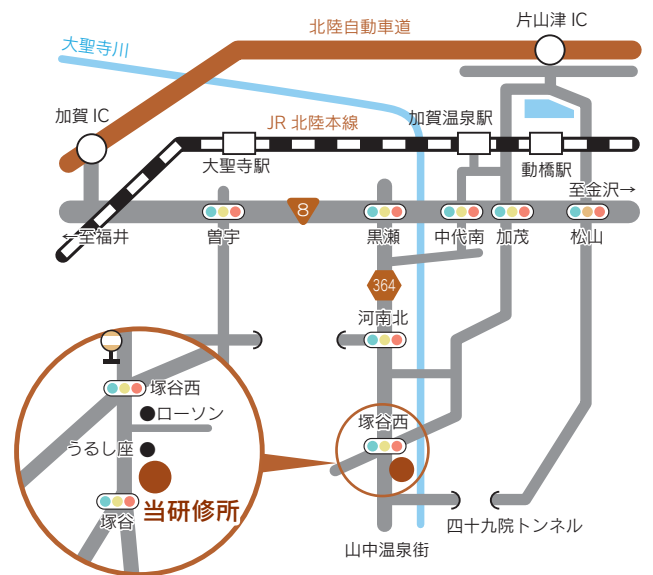 片山津 IC
北陸自動車道
大聖寺川
加賀 IC
JR 北陸本線
加賀温泉駅
大聖寺駅
動橋駅
至金沢→
8
←至福井
曽宇
黒瀬
中代南
加茂
松山
364
河南北
塚谷西
ローソン
うるし座
当研修所
塚谷
塚谷西
四十九院トンネル
山中温泉街